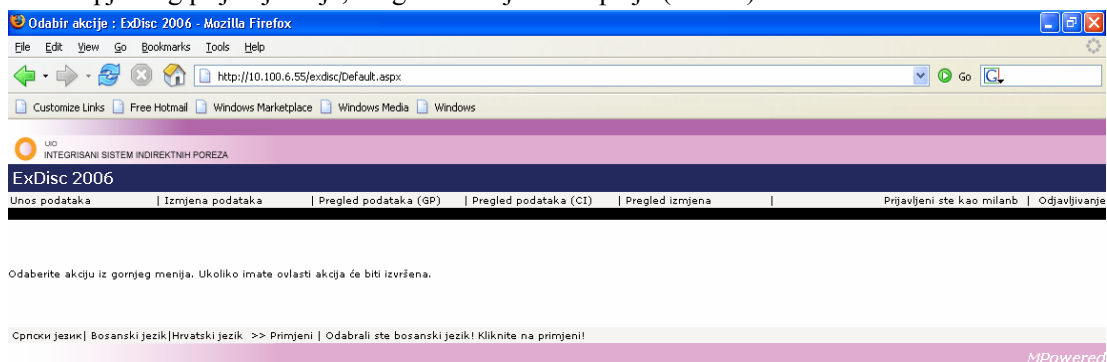 Odabir akcije : ExDisc 2006 - Mozilla Firefox
File Edit View Go Bookmarks Tools Help
http://10.100.6.55/exdisc/Default.aspx Go
Customize Links Free Hotmail Windows Marketplace Windows Media Windows
UIO
INTEGRISANI SISTEM INDIREKTNIH POREZA
ExDisc 2006
Unos podataka | Izmjena podataka | Pregled podataka (GP) | Pregled podataka (CI) | Pregled izmjena | Prijavljeni ste kao milanb | Odjavljivanje
Odaberite akciju iz gornjeg menija. Ukoliko imate ovlasti akcija će biti izvršena.
Српски језик| Bosanski jezik|Hrvatski jezik >> Primjeni | Odabrali ste bosanski jezik! Kliknite na primjeni!
MPowered